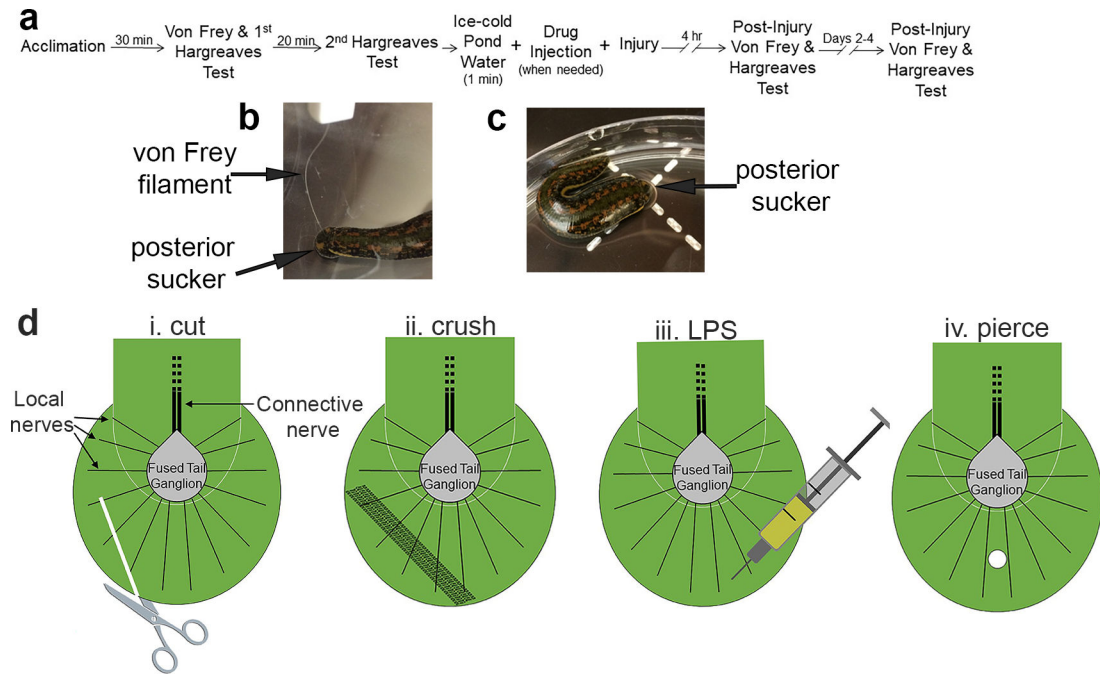 a
Acclimation
30 min
Von Frey & 1st
Hargreaves
Test
20 min
2nd Hargreaves
Test
Ice-cold
Pond
Water
(1 min)
+
Drug
Injection
(when needed)
+
Injury
4 hr
Post-Injury
Von Frey &
Hargreaves
Test
Days 2-4
Post-Injury
Von Frey &
Hargreaves
Test
b
von Frey
filament
posterior
sucker
c
posterior
sucker
d
i. cut
Local
nerves
Connective
nerve
Fused Tail
Ganglion
ii. crush
Fused Tail
Ganglion
iii. LPS
Fused Tail
Ganglion
iv. pierce
Fused Tail
Ganglion